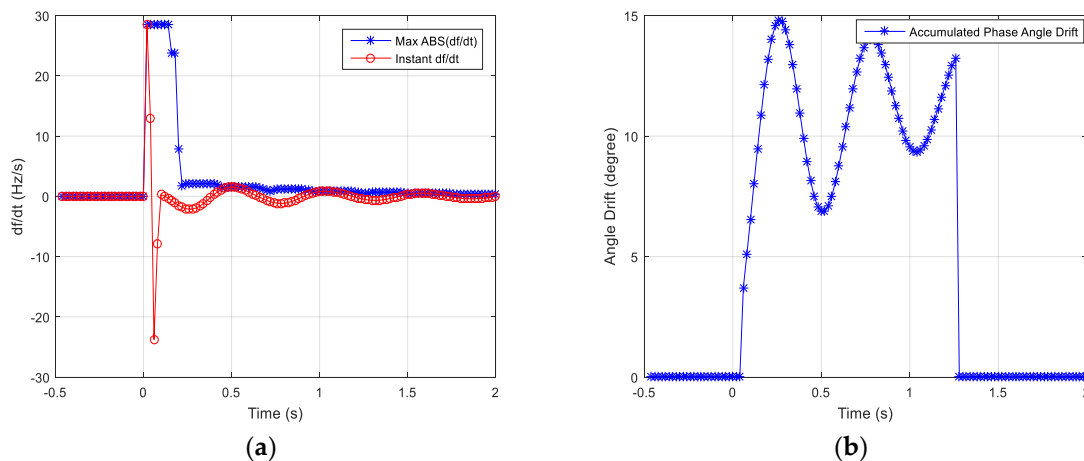 30
20
10
0
-10
-20
-30
df/dt (Hz/s)
-0.5 0 0.5 1 1.5 2
Time (s)
Max ABS(df/dt)
Instant df/dt
(a)
15
10
5
0
Angle Drift (degree)
-0.5 0 0.5 1 1.5 2
Time (s)
Accumulated Phase Angle Drift
(b)